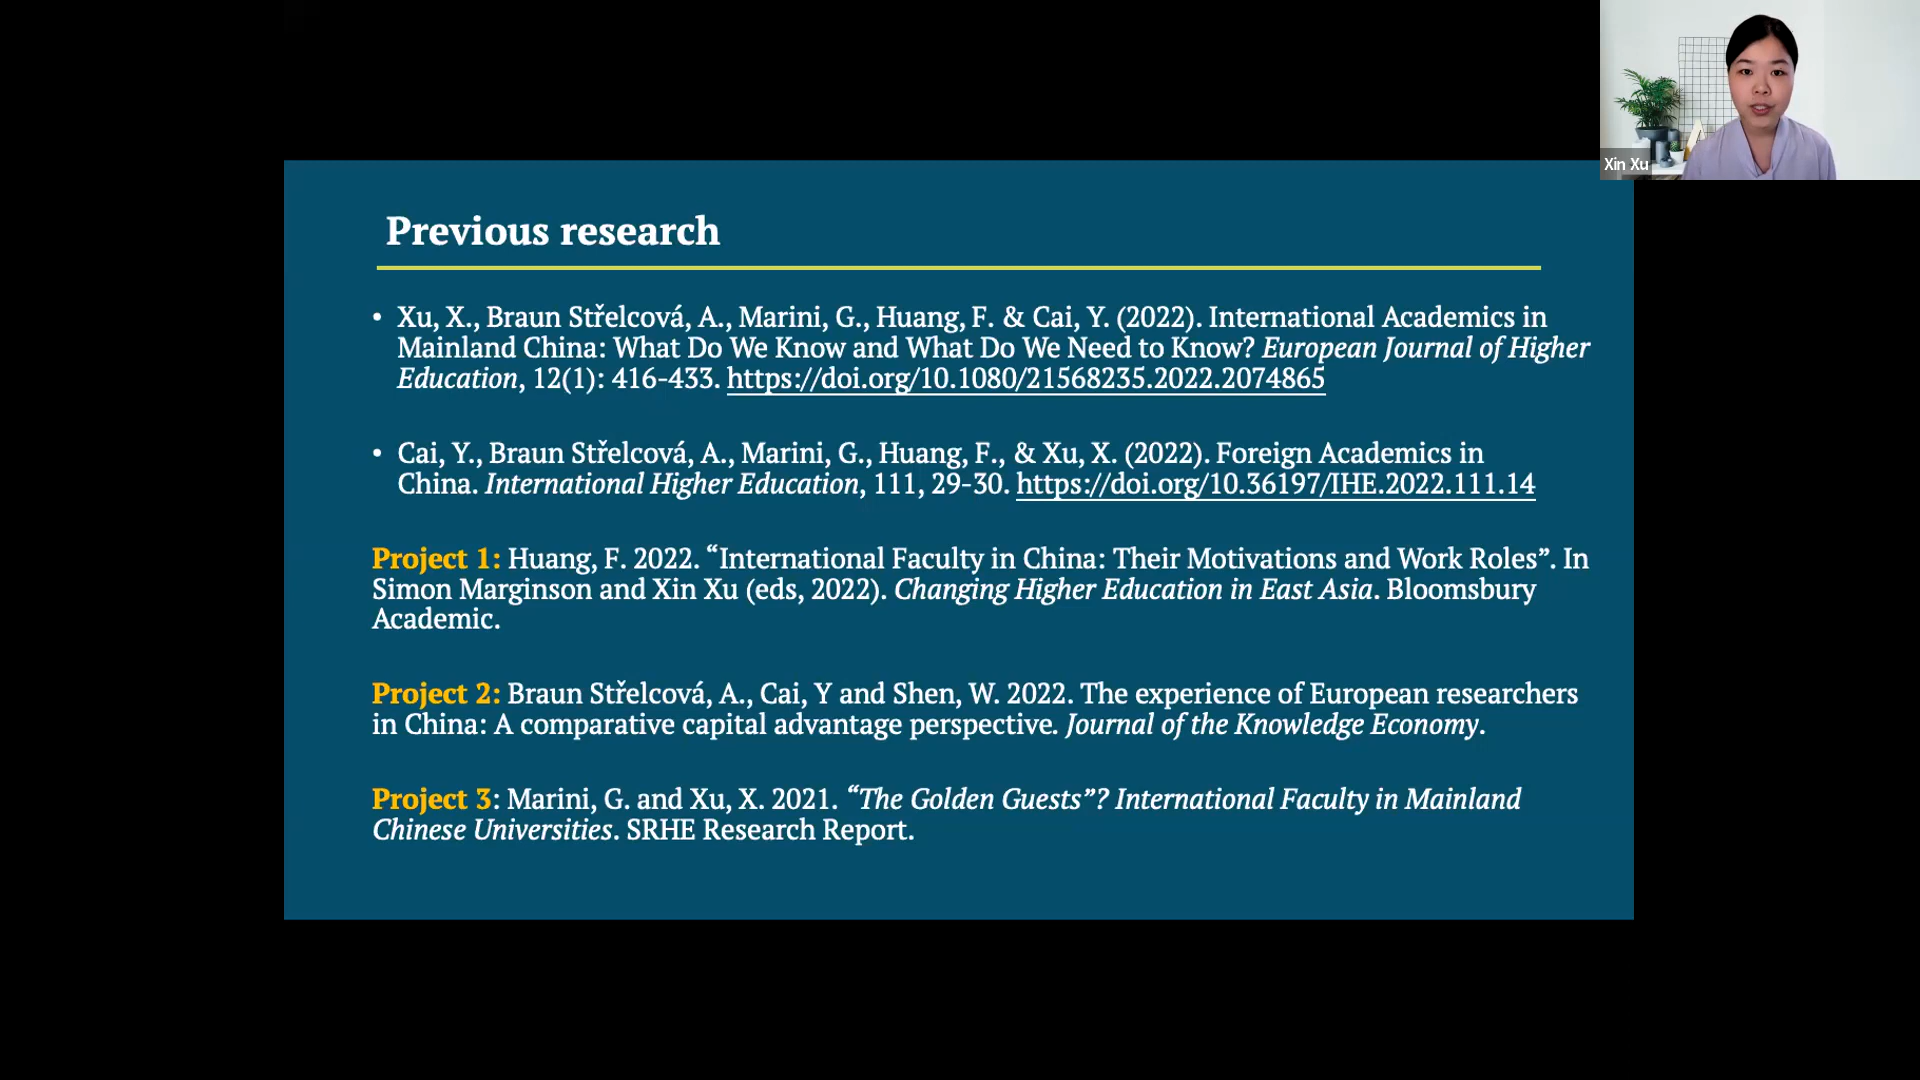 Xin Xu
Previous research
• Xu, X., Braun Střelcová, A., Marini, G., Huang, F. & Cai, Y. (2022). International Academics in
Mainland China: What Do We Know and What Do We Need to Know? European Journal of Higher
Education, 12(1): 416-433. https://doi.org/10.1080/21568235.2022.2074865
• Cai, Y., Braun Střelcová, A., Marini, G., Huang, F., & Xu, X. (2022). Foreign Academics in
China. International Higher Education, 111, 29-30. https://doi.org/10.36197/IHE.2022.111.14
Project 1: Huang, F. 2022. “International Faculty in China: Their Motivations and Work Roles”. In
Simon Marginson and Xin Xu (eds, 2022). Changing Higher Education in East Asia. Bloomsbury
Academic.
Project 2: Braun Střelcová, A., Cai, Y and Shen, W. 2022. The experience of European researchers
in China: A comparative capital advantage perspective. Journal of the Knowledge Economy.
Project 3: Marini, G. and Xu, X. 2021. “The Golden Guests”? International Faculty in Mainland
Chinese Universities. SRHE Research Report.